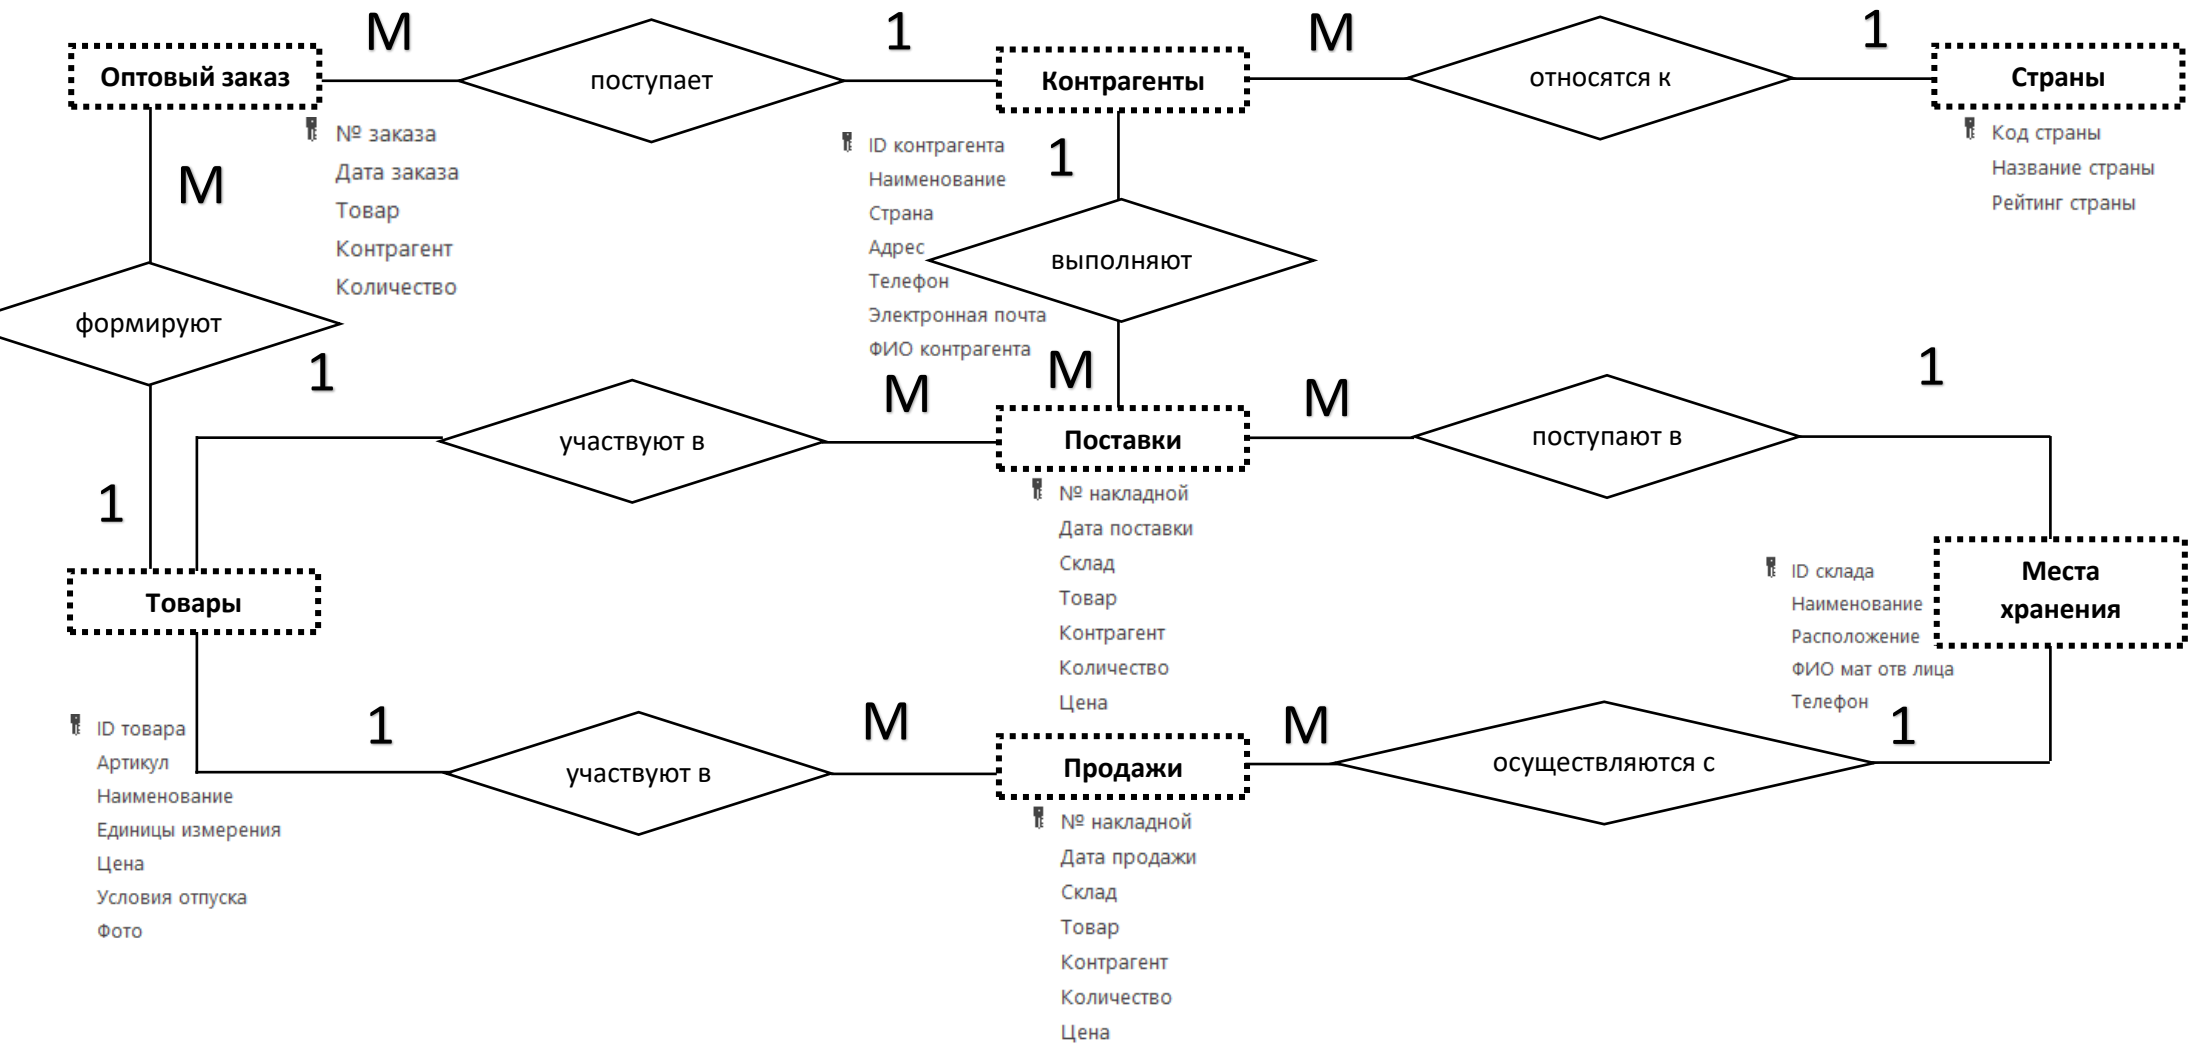 М
1
М
1
Оптовый заказ
поступает
Контрагенты
относятся к
Страны
№ заказа
Дата заказа
Товар
Контрагент
Количество
ID контрагента
Наименование
Страна
Адрес
Телефон
Электронная почта
ФИО контрагента
1
Код страны
Название страны
Рейтинг страны
М
выполняют
формируют
1
М
М
М
1
участвуют в
Поставки
поступают в
1
№ накладной
Дата поставки
Склад
Товар
Контрагент
Количество
Цена
Товары
ID склада
Наименование
Расположение
ФИО мат отв лица
Телефон
Места
хранения
ID товара
Артикул
Наименование
Единицы измерения
Цена
Условия отпуска
Фото
1
М
М
1
участвуют в
Продажи
осуществляются с
№ накладной
Дата продажи
Склад
Товар
Контрагент
Количество
Цена